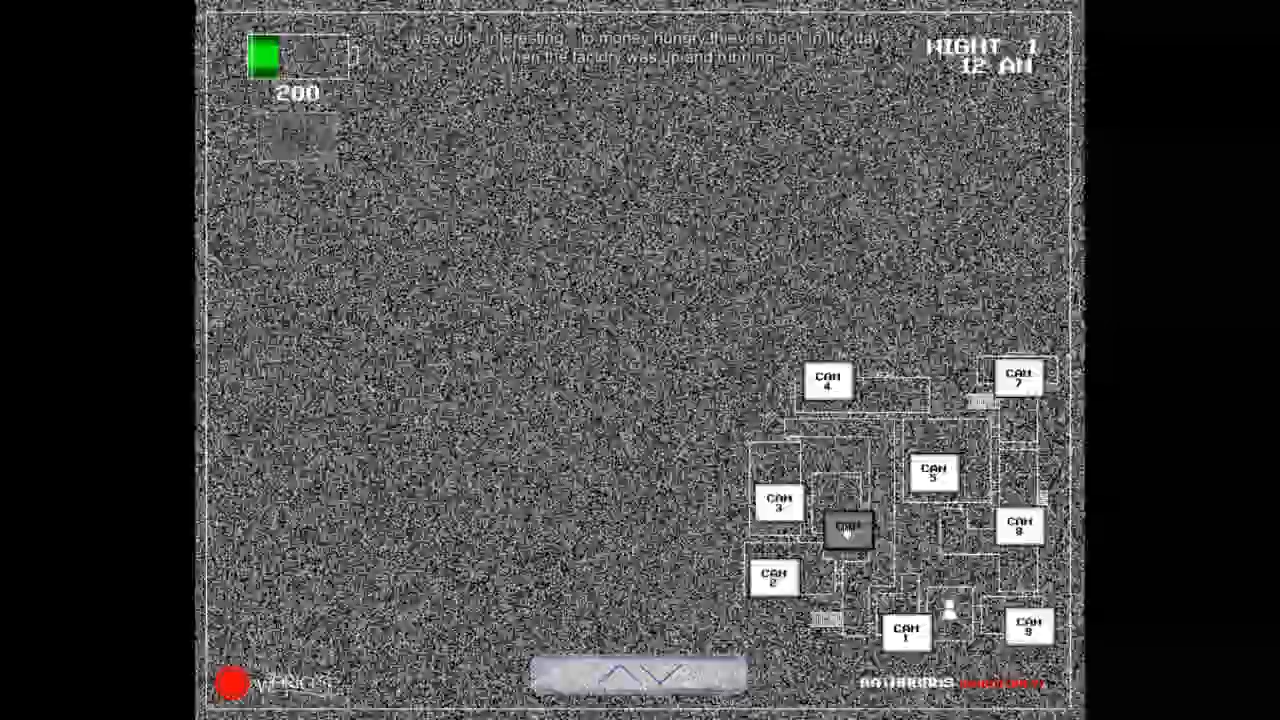 was quite interesting to money hungry thieves back in the day
when the factory was up and running
NIGHT 1
12 AM
200
CAM 4
CAM 7
CAM 5
CAM 3
CAM 8
CAM 2
CAM 1
CAM 9